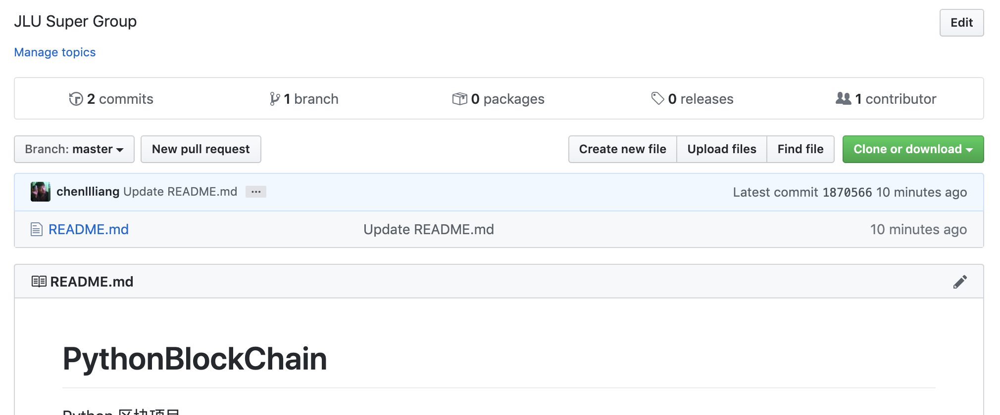 JLU Super Group
Edit
Manage topics
2 commits
1 branch
0 packages
0 releases
1 contributor
Branch: master
New pull request
Create new file
Upload files
Find file
Clone or download
chenllliang Update README.md ...
Latest commit 1870566 10 minutes ago
README.md
Update README.md
10 minutes ago
README.md
PythonBlockChain
Python 区块项目